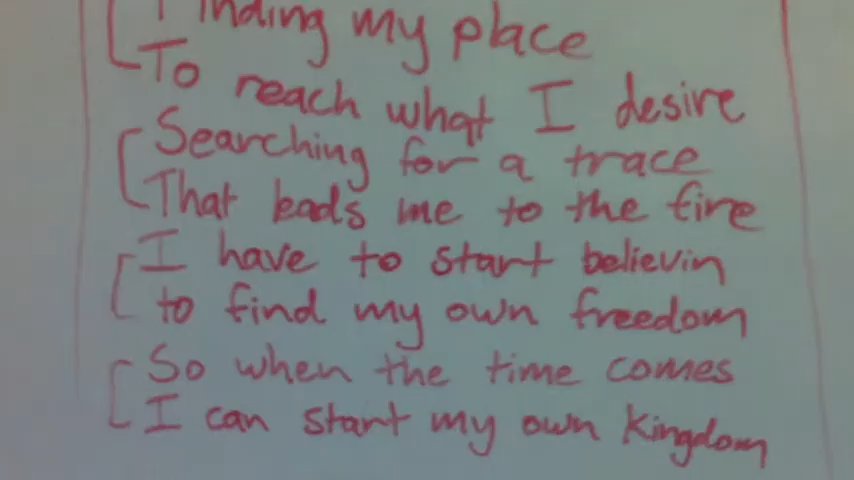 Finding my place
To reach what I desire
Searching for a trace
That leads me to the fire
I have to start believin
to find my own freedom
So when the time comes
I can start my own kingdom